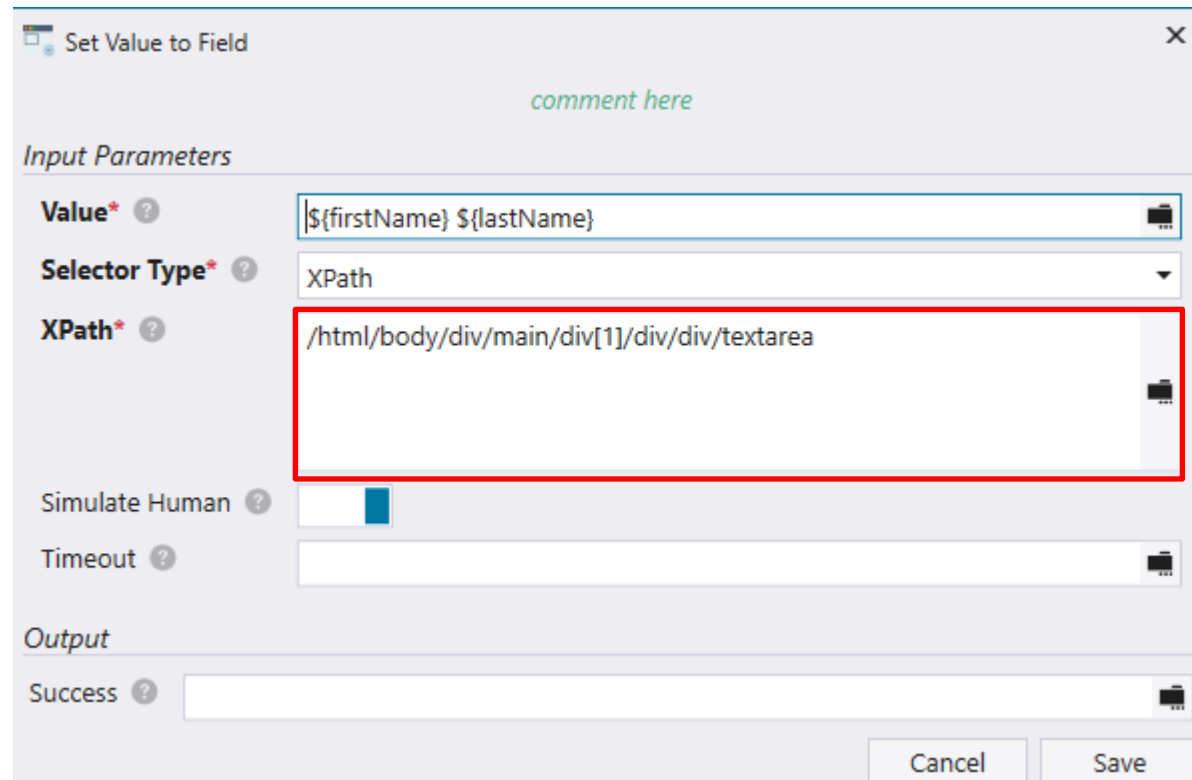 Set Value to Field
comment here
Input Parameters
Value* ?
${firstName} ${lastName}
Selector Type* ?
XPath
XPath* ?
/html/body/div/main/div[1]/div/div/textarea
Simulate Human ?
Timeout ?
Output
Success ?
Cancel Save